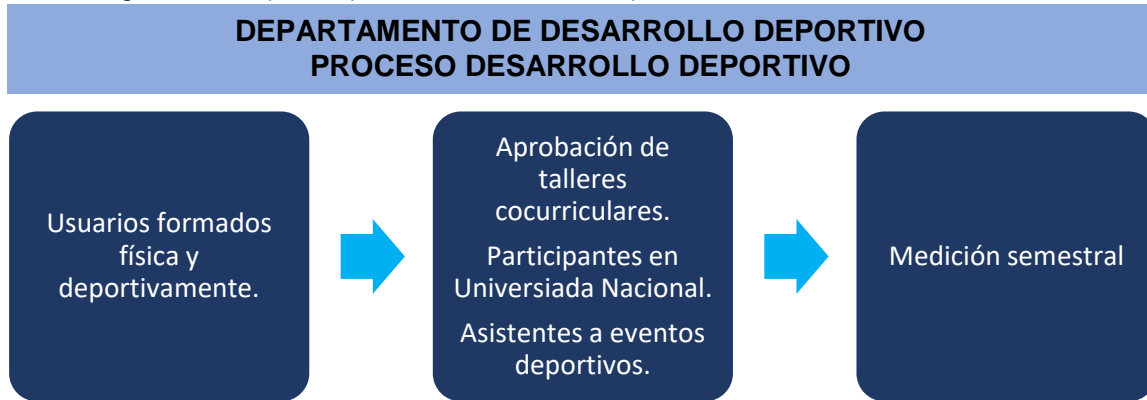 DEPARTAMENTO DE DESARROLLO DEPORTIVO
PROCESO DESARROLLO DEPORTIVO
Usuarios formados
física y
deportivamente.
Aprobación de
talleres
cocurriculares.
Participantes en
Universiada Nacional.
Asistentes a eventos
deportivos.
Medición semestral